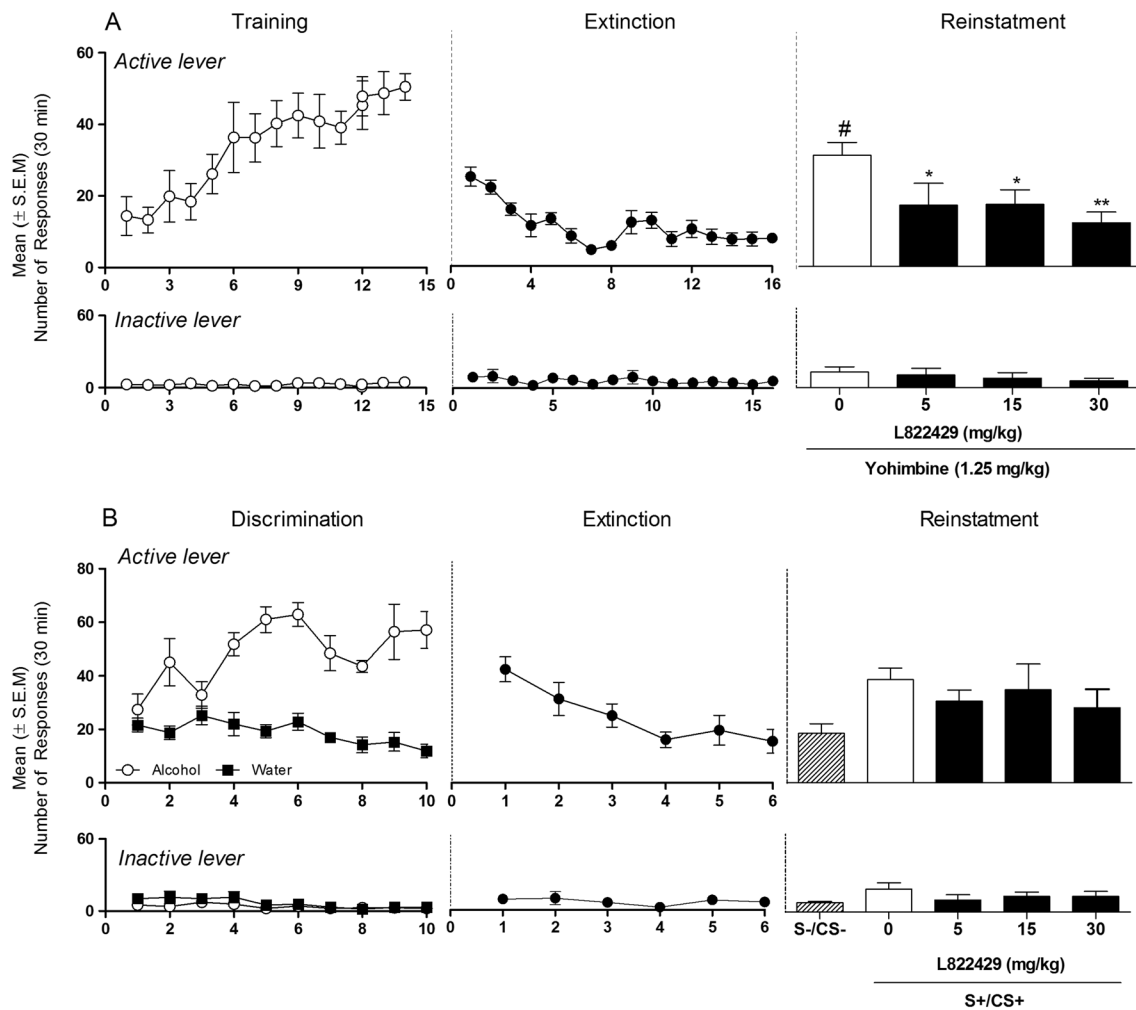 A
Training
Extinction
Reinstatment
Mean (± S.E.M)
Number of Responses (30 min)
Active lever
60
40
20
0
0 3 6 9 12 15
0 4 8 12 16
#
*
*
**
Inactive lever
60
0
0 3 6 9 12 15
0 5 10 15
0 5 15 30
L822429 (mg/kg)
Yohimbine (1.25 mg/kg)
B
Discrimination
Extinction
Reinstatment
Mean (± S.E.M)
Number of Responses (30 min)
Active lever
80
60
40
20
0
Alcohol Water
0 2 4 6 8 10
0 1 2 3 4 5 6
Inactive lever
60
0
0 2 4 6 8 10
0 1 2 3 4 5 6
S-/CS- 0 5 15 30
L822429 (mg/kg)
S+/CS+